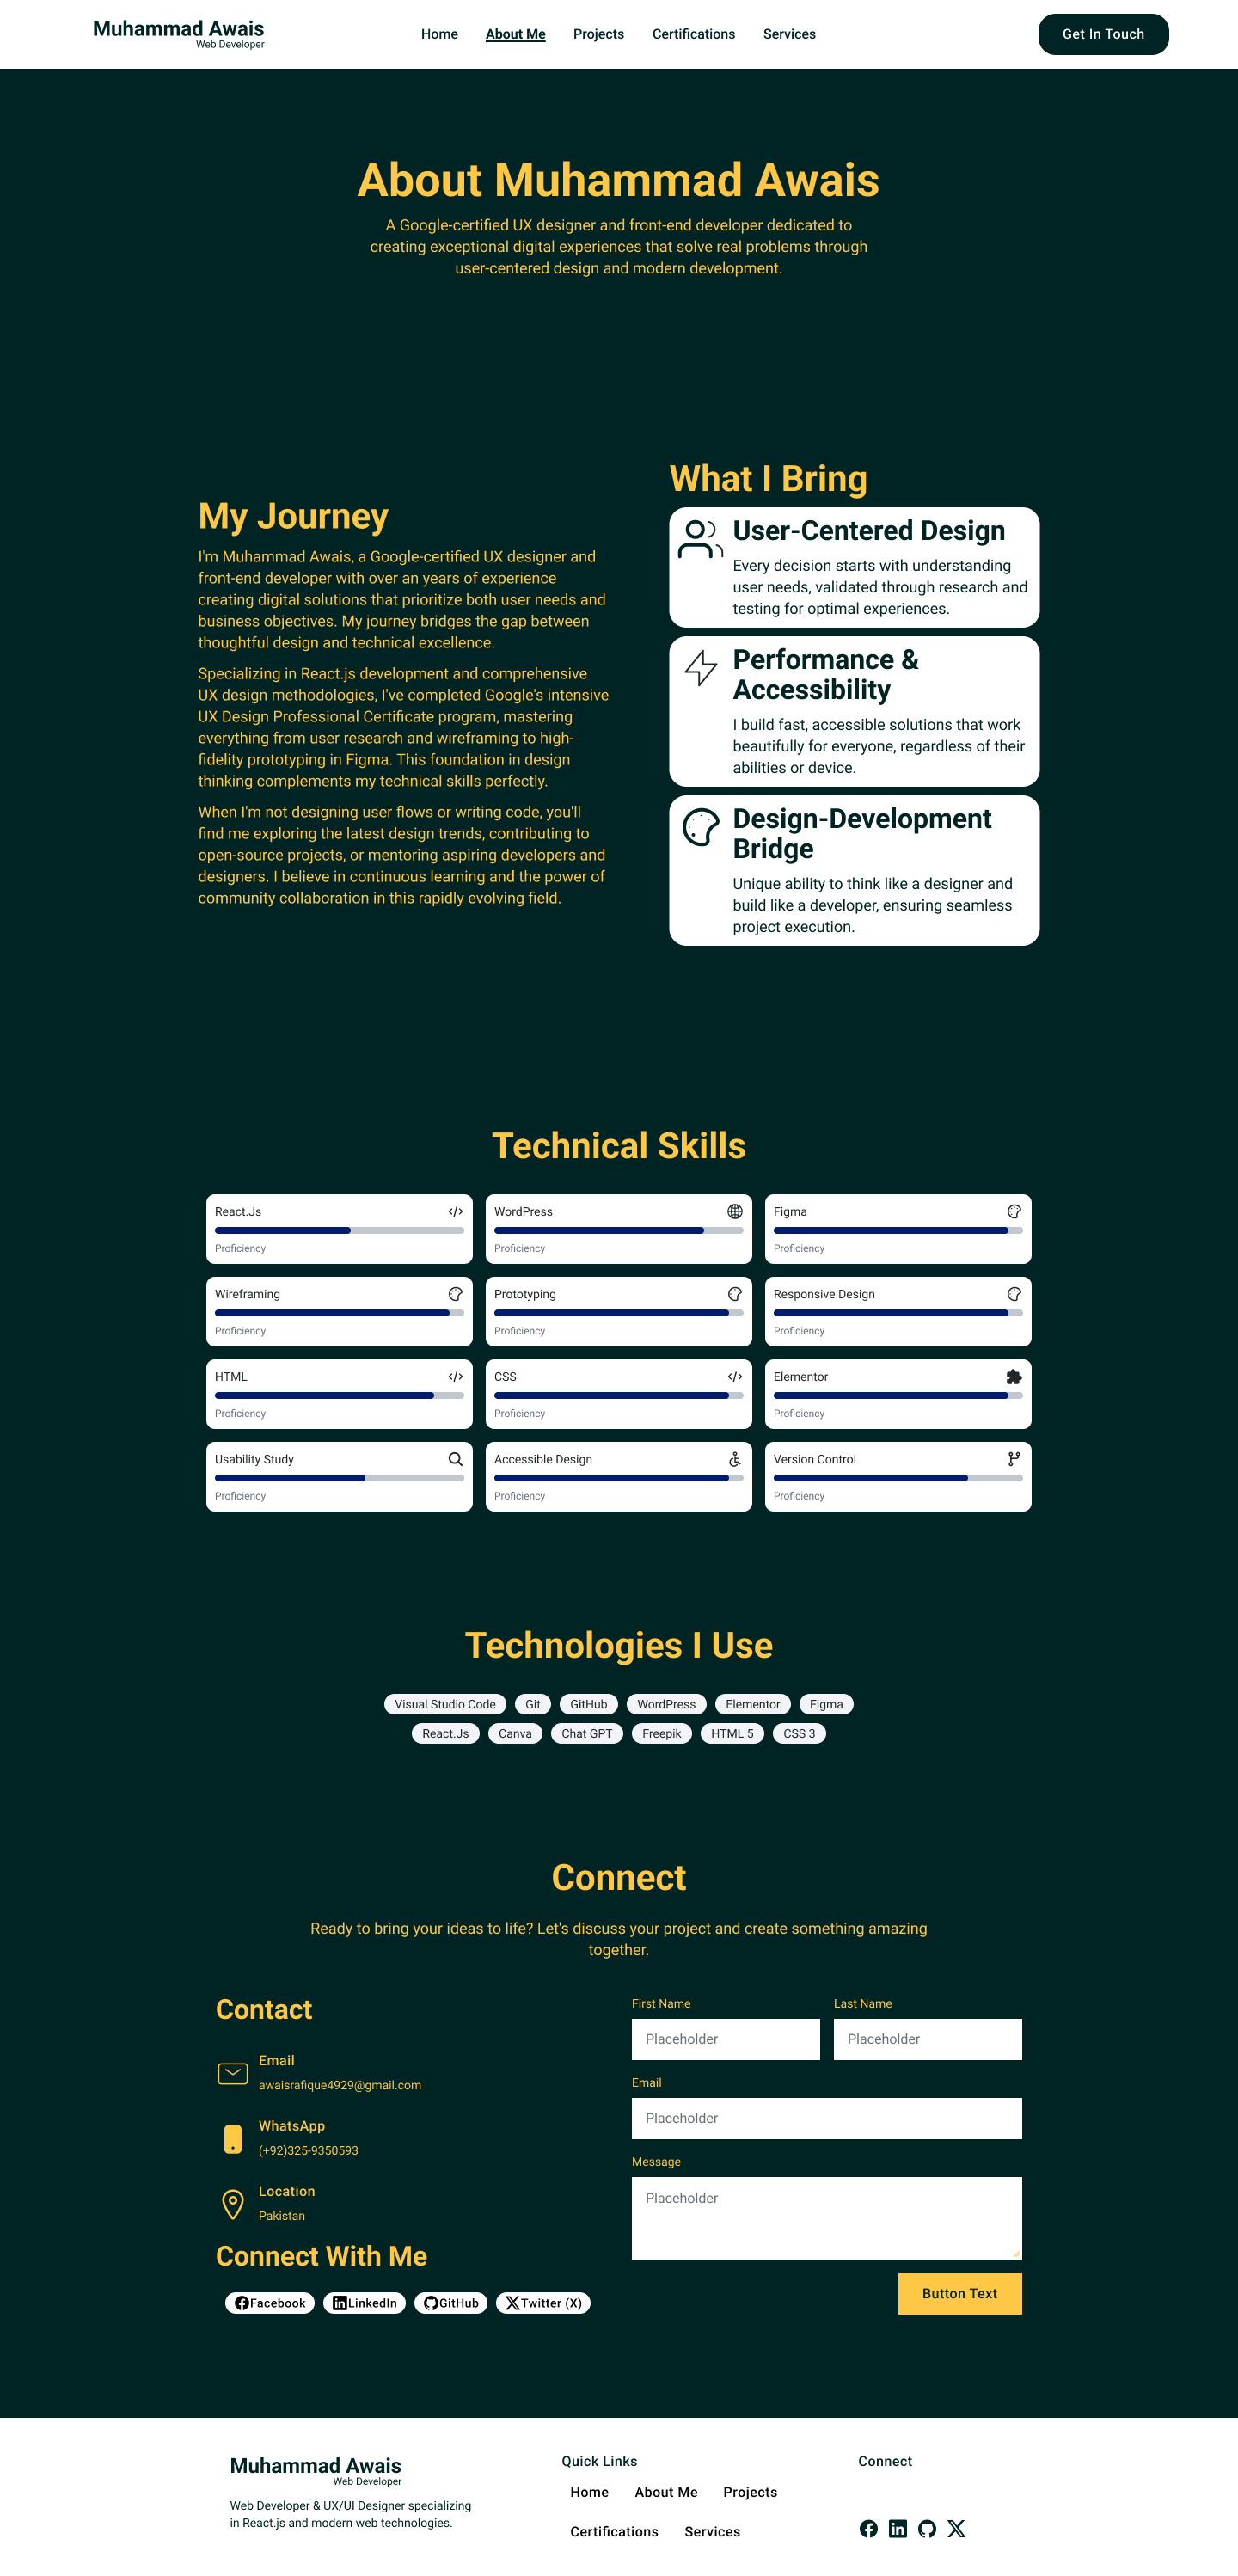 Muhammad Awais
Web Developer
Home
About Me
Projects
Certifications
Services
Get In Touch
About Muhammad Awais
A Google-certified UX designer and front-end developer dedicated to
creating exceptional digital experiences that solve real problems through
user-centered design and modern development.
My Journey
I'm Muhammad Awais, a Google-certified UX designer and
front-end developer with over an years of experience
creating digital solutions that prioritize both user needs and
business objectives. My journey bridges the gap between
thoughtful design and technical excellence.
Specializing in React.js development and comprehensive
UX design methodologies, I've completed Google's intensive
UX Design Professional Certificate program, mastering
everything from user research and wireframing to high-
fidelity prototyping in Figma. This foundation in design
thinking complements my technical skills perfectly.
When I'm not designing user flows or writing code, you'll
find me exploring the latest design trends, contributing to
open-source projects, or mentoring aspiring developers and
designers. I believe in continuous learning and the power of
community collaboration in this rapidly evolving field.
What I Bring
User-Centered Design
Every decision starts with understanding
user needs, validated through research and
testing for optimal experiences.
Performance &
Accessibility
I build fast, accessible solutions that work
beautifully for everyone, regardless of their
abilities or device.
Design-Development
Bridge
Unique ability to think like a designer and
build like a developer, ensuring seamless
project execution.
Technical Skills
React.Js
Proficiency
WordPress
Proficiency
Figma
Proficiency
Wireframing
Proficiency
Prototyping
Proficiency
Responsive Design
Proficiency
HTML
Proficiency
CSS
Proficiency
Elementor
Proficiency
Usability Study
Proficiency
Accessible Design
Proficiency
Version Control
Proficiency
Technologies I Use
Visual Studio Code
Git
GitHub
WordPress
Elementor
Figma
React.Js
Canva
Chat GPT
Freepik
HTML 5
CSS 3
Connect
Ready to bring your ideas to life? Let's discuss your project and create something amazing
together.
Contact
Email
awaisrafique4929@gmail.com
WhatsApp
(+92)325-9350593
Location
Pakistan
Connect With Me
Facebook
LinkedIn
GitHub
Twitter (X)
First Name
Placeholder
Last Name
Placeholder
Email
Placeholder
Message
Placeholder
Button Text
Muhammad Awais
Web Developer
Web Developer & UX/UI Designer specializing
in React.js and modern web technologies.
Quick Links
Home
About Me
Projects
Certifications
Services
Connect